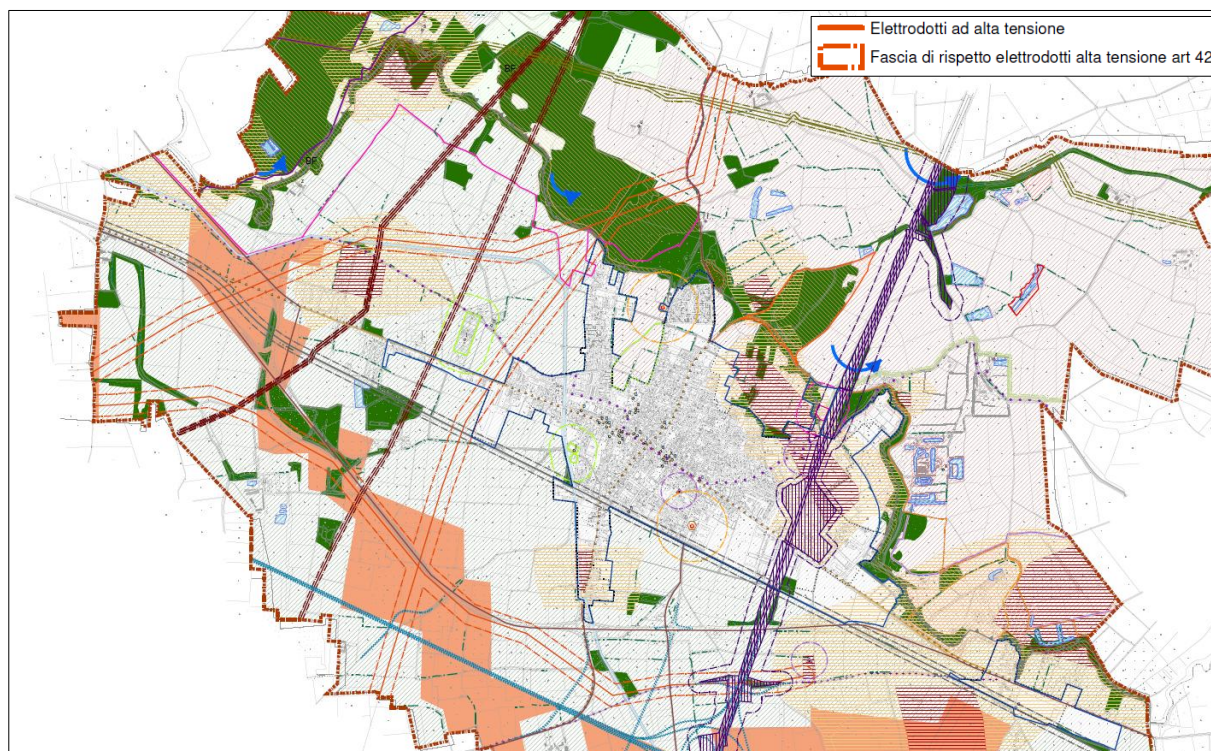 Elettrodotti ad alta tensione
Fascia di rispetto elettrodotti alta tensione art 42
BF
BF